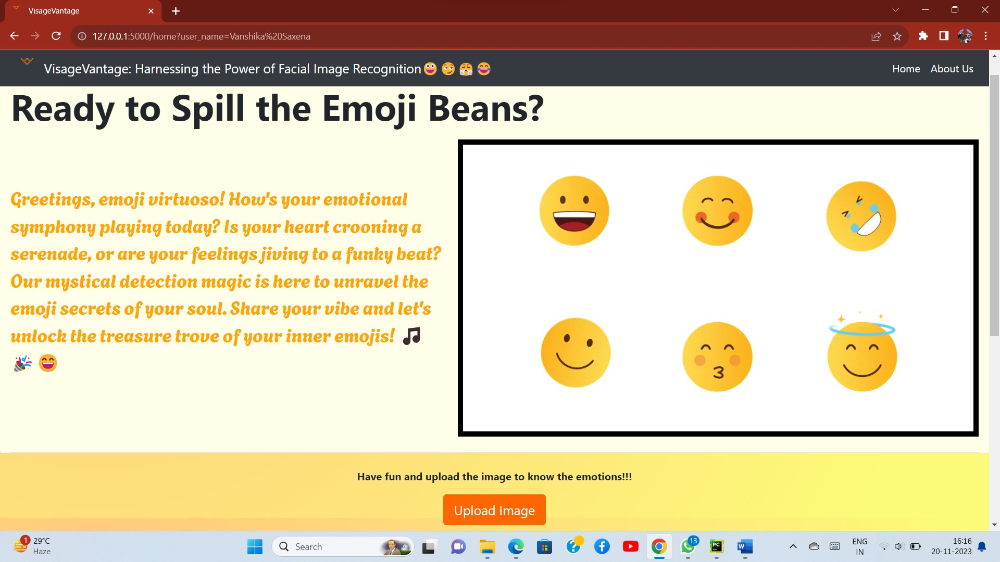 VisageVantage
127.0.0.1:5000/home?user_name=Vanshika%20Saxena
VisageVantage: Harnessing the Power of Facial Image Recognition😀 😏 😤 😂
Home About Us
Ready to Spill the Emoji Beans?
Greetings, emoji virtuoso! How's your emotional
symphony playing today? Is your heart crooning a
serenade, or are your feelings jiving to a funky beat?
Our mystical detection magic is here to unravel the
emoji secrets of your soul. Share your vibe and let's
unlock the treasure trove of your inner emojis! 🎵
🎉 😄
Have fun and upload the image to know the emotions!!!
Upload Image
1
29°C
Haze
Search
13
PC
W
ENG
IN
16:16
20-11-2023